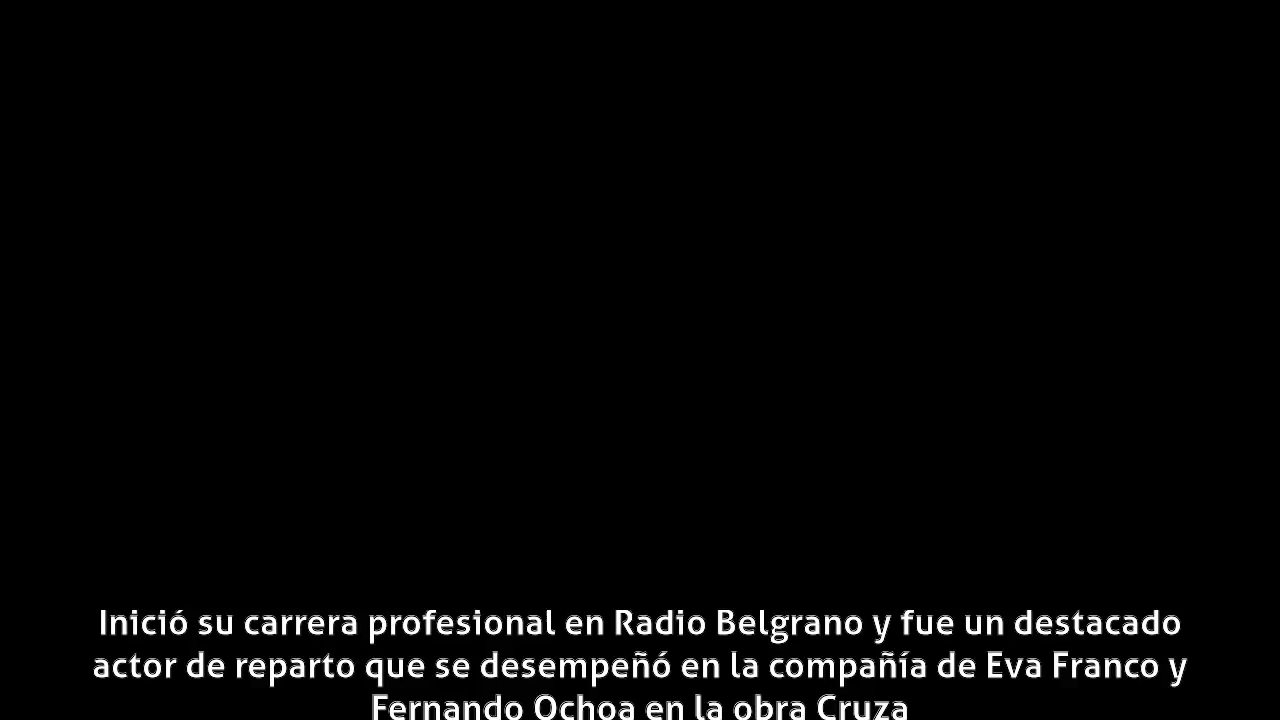 Inició su carrera profesional en Radio Belgrano y fue un destacado
actor de reparto que se desempeñó en la compañía de Eva Franco y
Fernando Ochoa en la obra Cruza